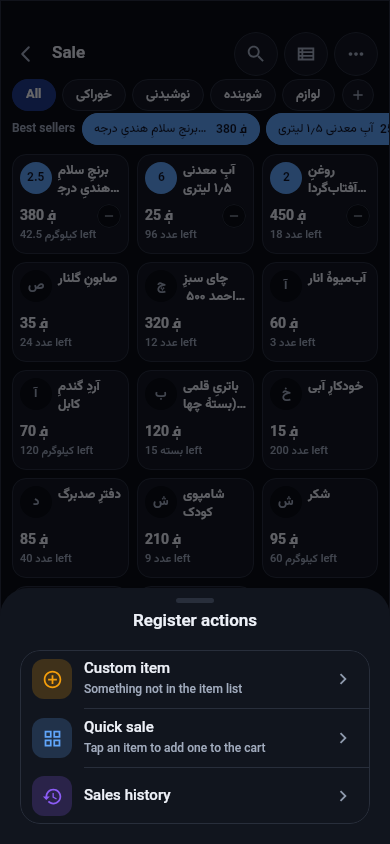 Sale
All
خوراکی
نوشیدنی
شوینده
لوازم
Best sellers
برنجِ سلام هندیِ درجه...
380 ؋
آبِ معدنی ۱٫۵ لیتری
2.5
برنجِ سلامِ
هندیِ درجـ...
380 ؋
42.5 کیلوگرم left
6
آبِ معدنی
۱٫۵ لیتری
25 ؋
96 عدد left
2
روغنِ
آفتاب‌گردا...
450 ؋
18 عدد left
ص
صابونِ گلنار
35 ؋
24 عدد left
چ
چای سبزِ
احمد ۵۰۰...
320 ؋
12 عدد left
آ
آب‌میوهٔ انار
60 ؋
3 عدد left
آ
آردِ گندمِ
کابل
70 ؋
120 کیلوگرم left
ب
باتریِ قلمی
(بستهٔ چها...
120 ؋
15 بسته left
خ
خودکارِ آبی
15 ؋
200 عدد left
د
دفترِ صدبرگ
85 ؋
40 عدد left
ش
شامپوی
کودک
210 ؋
9 عدد left
ش
شکر
95 ؋
60 کیلوگرم left
Register actions
Custom item
Something not in the item list
Quick sale
Tap an item to add one to the cart
Sales history